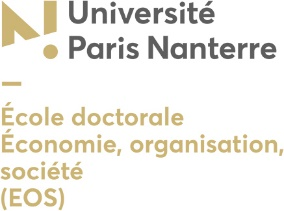 Université
Paris Nanterre
École doctorale
Économie, organisation,
société
(EOS)